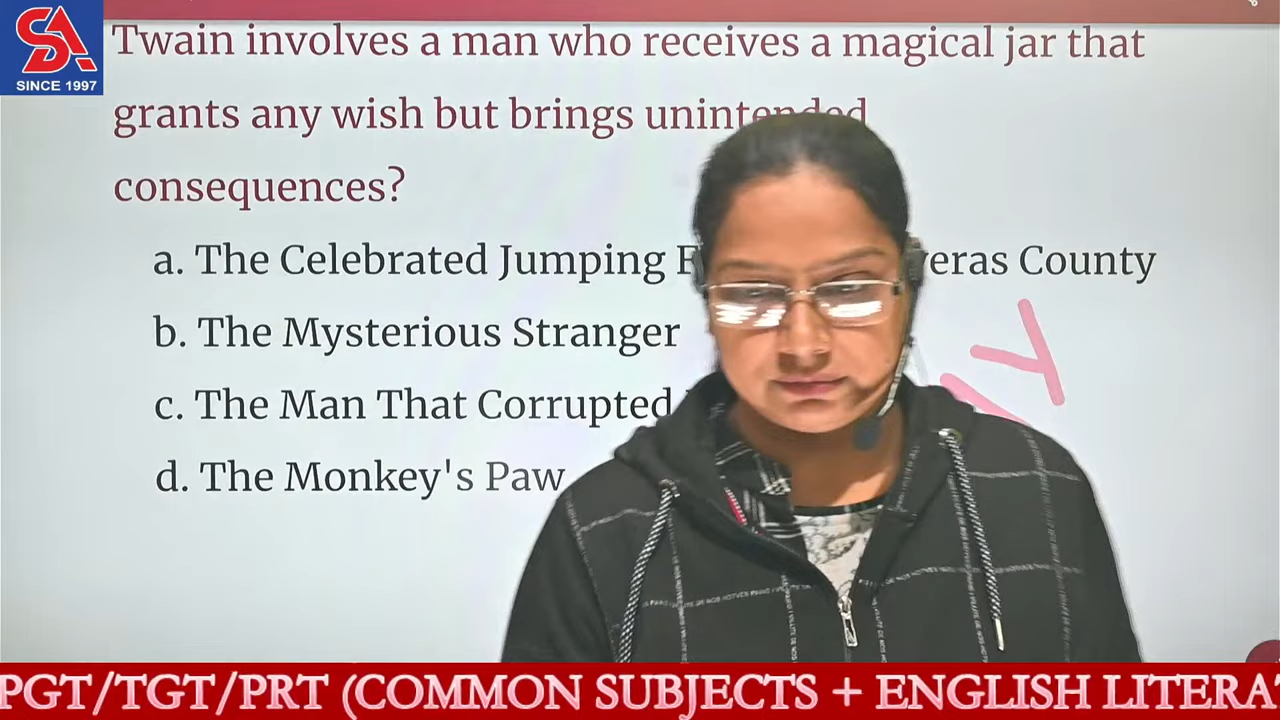 SA
SINCE 1997
Twain involves a man who receives a magical jar that
grants any wish but brings unintended
consequences?
a. The Celebrated Jumping F veras County
b. The Mysterious Stranger
c. The Man That Corrupted
d. The Monkey's Paw
PGT/TGT/PRT (COMMON SUBJECTS + ENGLISH LITERAT